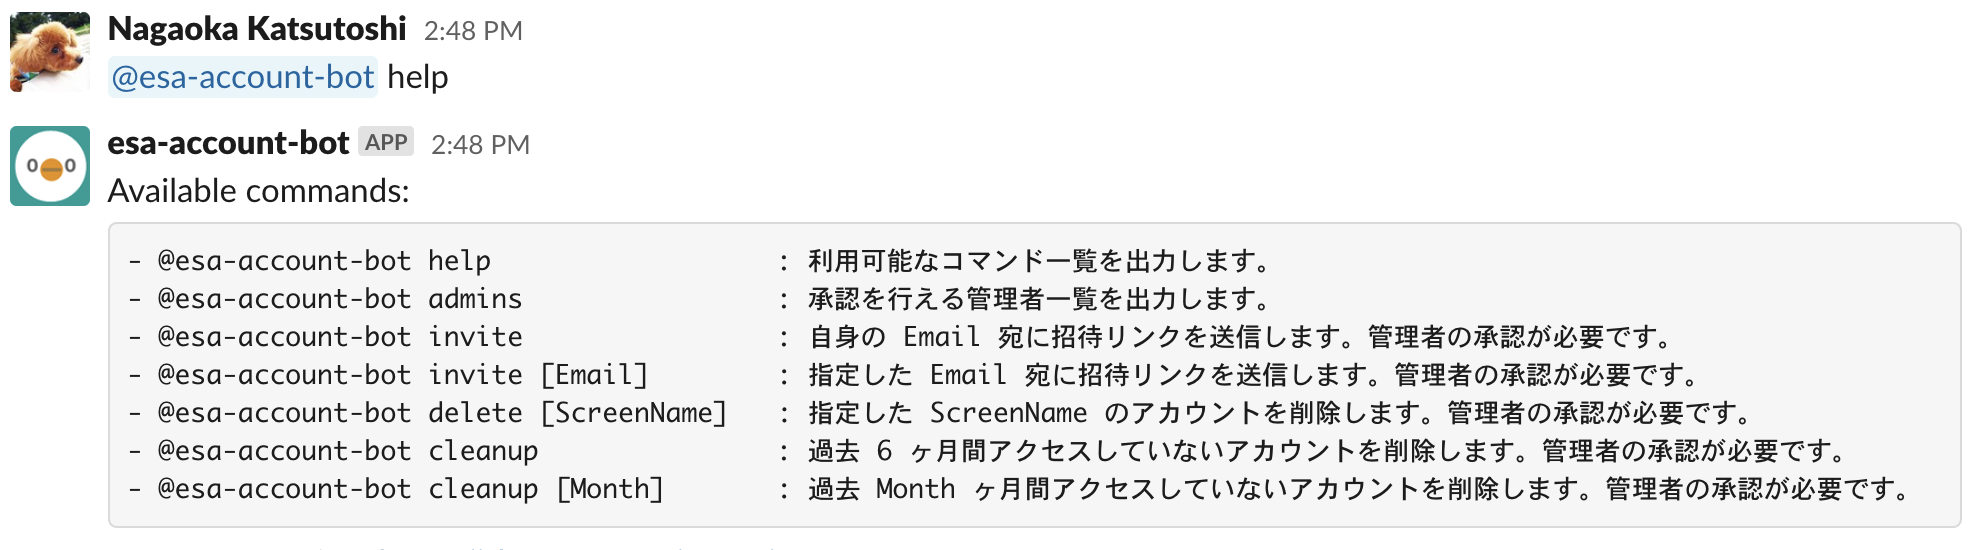 Nagaoka Katsutoshi 2:48 PM
@esa-account-bot help
esa-account-bot APP 2:48 PM
Available commands:
- @esa-account-bot help : 利用可能なコマンド一覧を出力します。
- @esa-account-bot admins : 承認を行える管理者一覧を出力します。
- @esa-account-bot invite : 自身の Email 宛に招待リンクを送信します。管理者の承認が必要です。
- @esa-account-bot invite [Email] : 指定した Email 宛に招待リンクを送信します。管理者の承認が必要です。
- @esa-account-bot delete [ScreenName] : 指定した ScreenName のアカウントを削除します。管理者の承認が必要です。
- @esa-account-bot cleanup : 過去 6 ヶ月間アクセスしていないアカウントを削除します。管理者の承認が必要です。
- @esa-account-bot cleanup [Month] : 過去 Month ヶ月間アクセスしていないアカウントを削除します。管理者の承認が必要です。